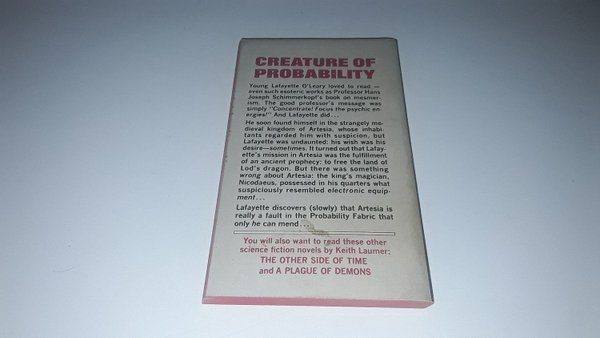 CREATURE OF
PROBABILITY
Young Lafayette O'Leary loved to read —
even such esoteric works as Professor Hans
Joseph Schimmerkopf's book on mesmer-
ism. The good professor's message was
simply "Concentrate! Focus the psychic en-
ergies!" And Lafayette did...
He soon found himself in the strangely me-
dieval kingdom of Artesia, whose inhabi-
tants regarded him with suspicion, but
Lafayette was undaunted: his wish was his
desire—sometimes. It turned out that Lafay-
ette's mission in Artesia was the fulfillment
of an ancient prophecy: to free the land of
Lod's dragon. But there was something
wrong about Artesia: the king's magician,
Nicodaeus, possessed in his quarters what
suspiciously resembled electronic equip-
ment...
Lafayette discovers (slowly) that Artesia is
really a fault in the Probability Fabric that
only he can mend...
You will also want to read these other
science fiction novels by Keith Laumer:
THE OTHER SIDE OF TIME
and A PLAGUE OF DEMONS